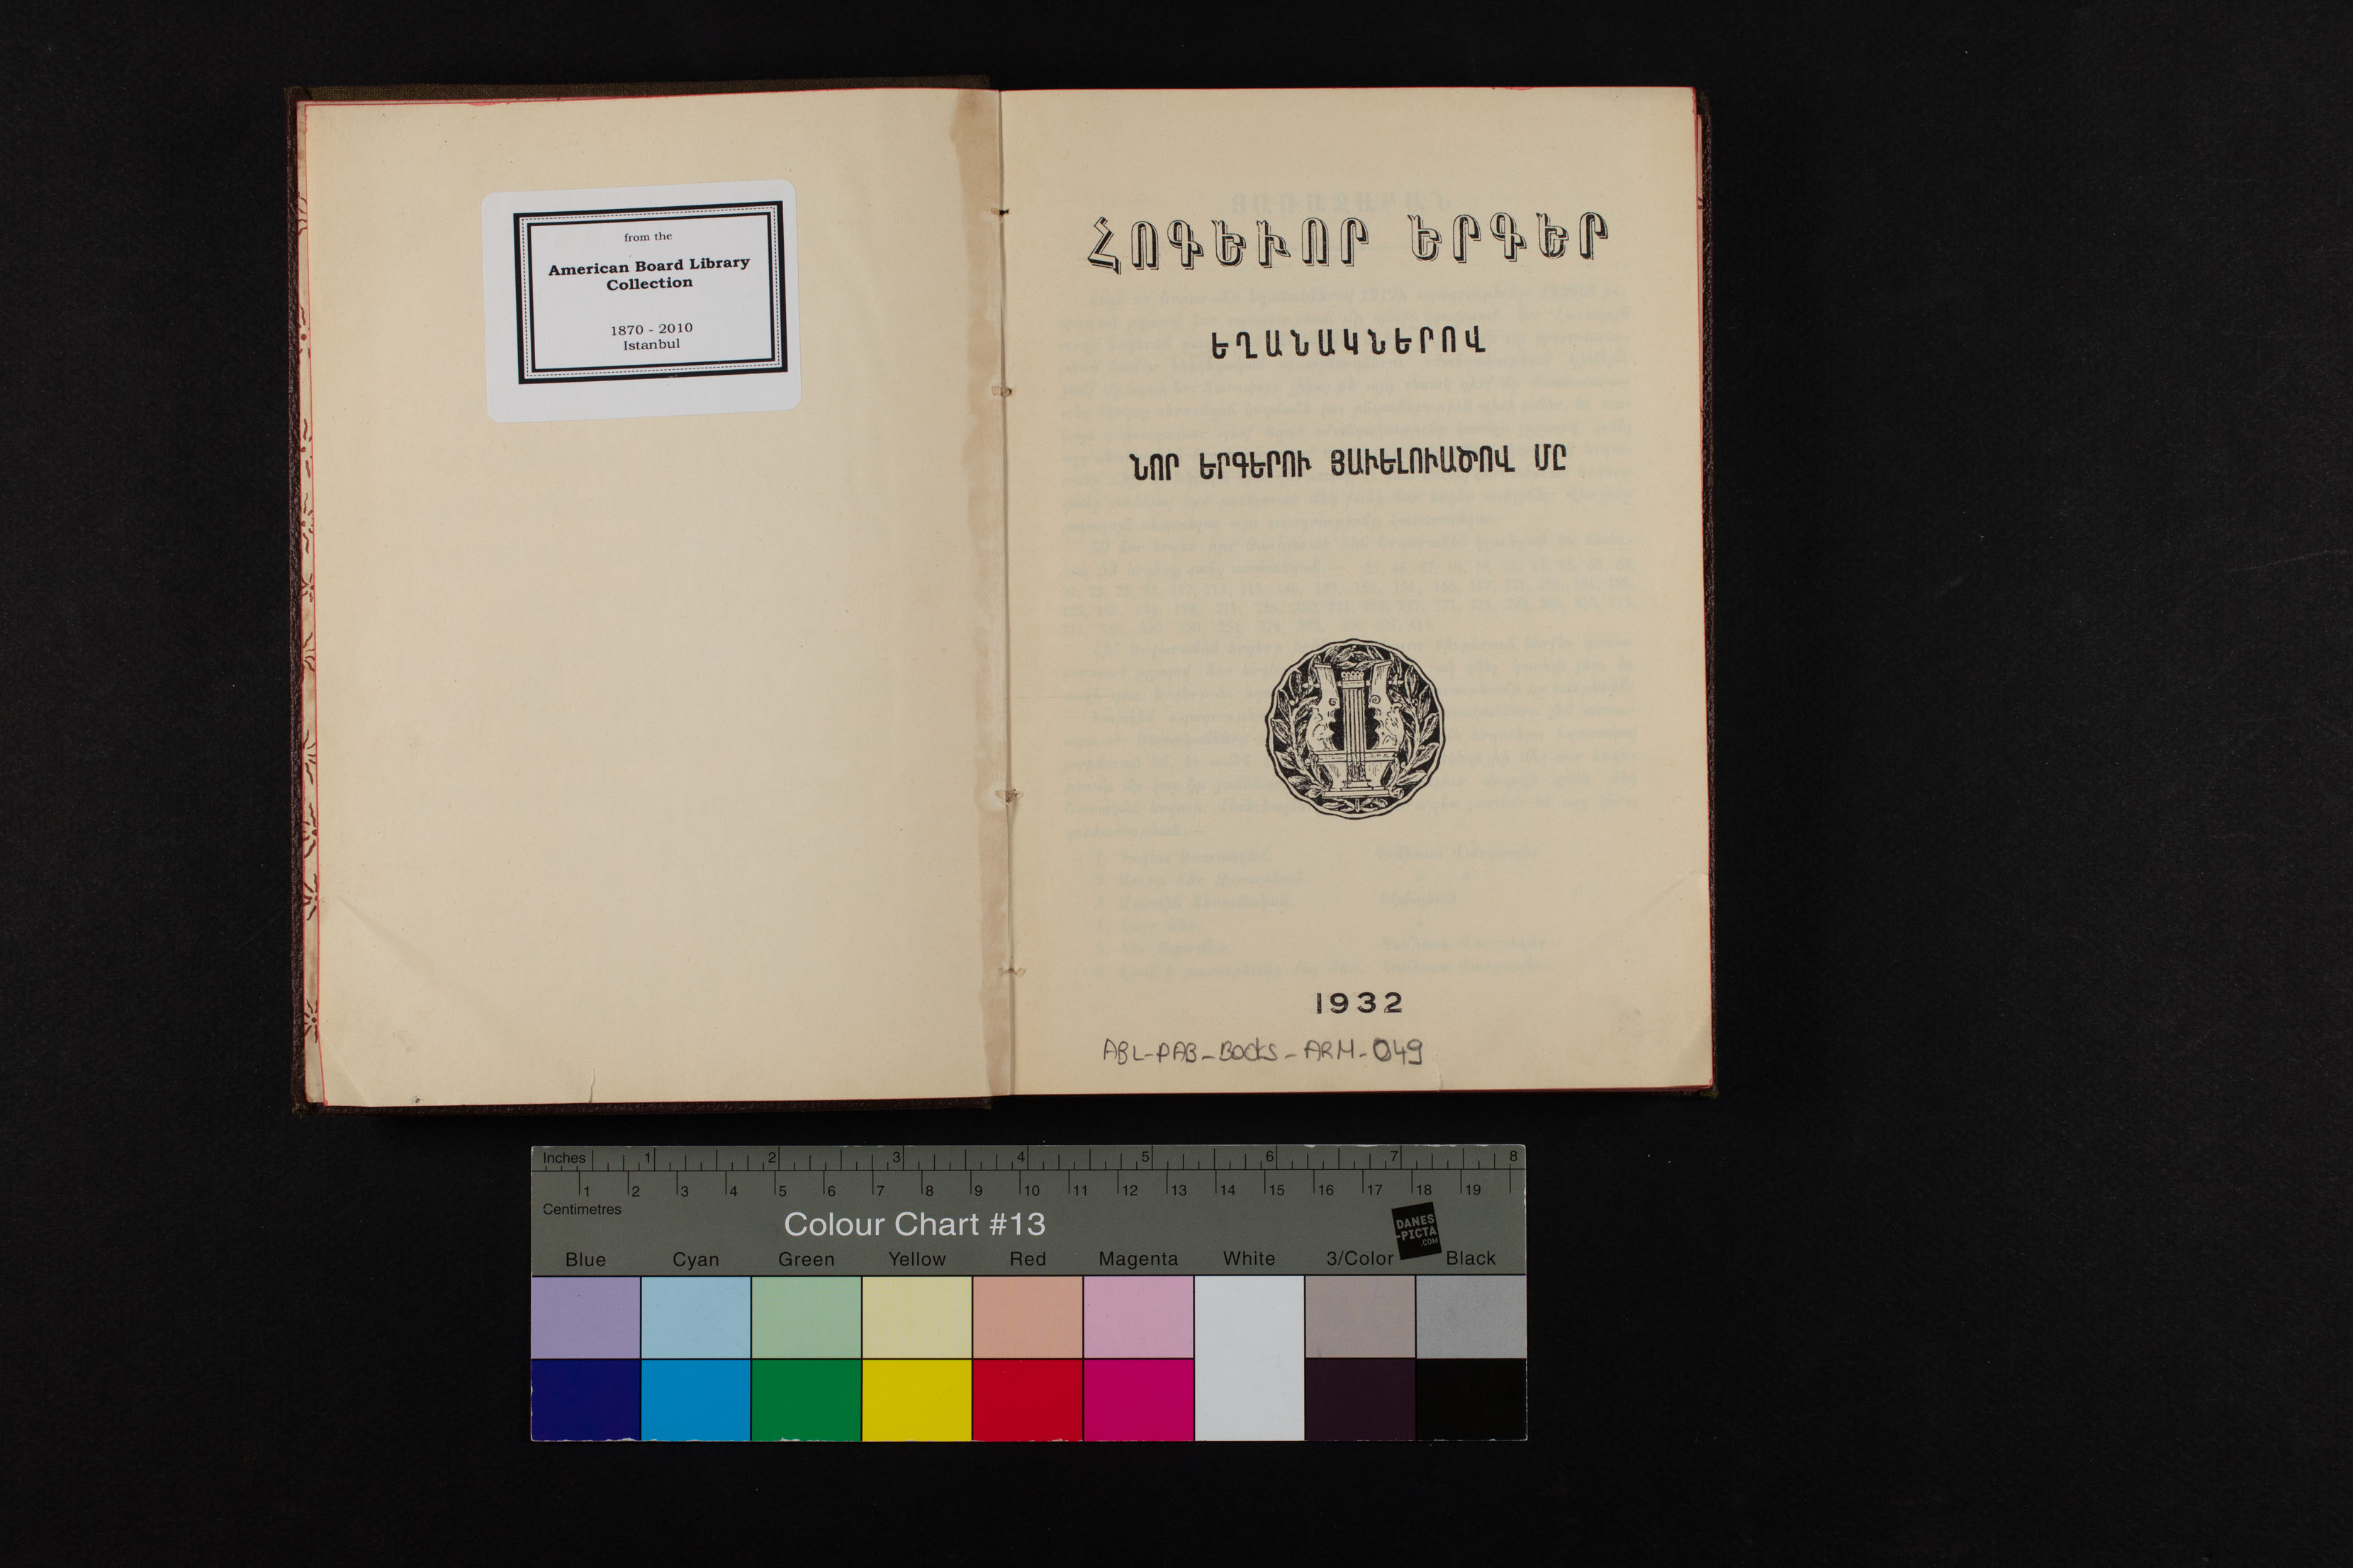 from the
American Board Library
Collection
1870 - 2010
Istanbul
ՀՈԳԵՒՈՐ ԵՐԳԵՐ
ԵՂԱՆԱԿՆԵՐՈՎ
ՆՈՐ ԵՐԳԵՐՈՒ ՅԱՒԵԼՈՒԱԾՈՎ ՄԸ
1932
ABL-PAB-BOOKS-ARM-049
Inches 1 2 3 4 5 6 7 8
1 2 3 4 5 6 7 8 9 10 11 12 13 14 15 16 17 18 19
Centimetres
Colour Chart #13
DANES
-PICTA
.COM
Blue Cyan Green Yellow Red Magenta White 3/Color Black